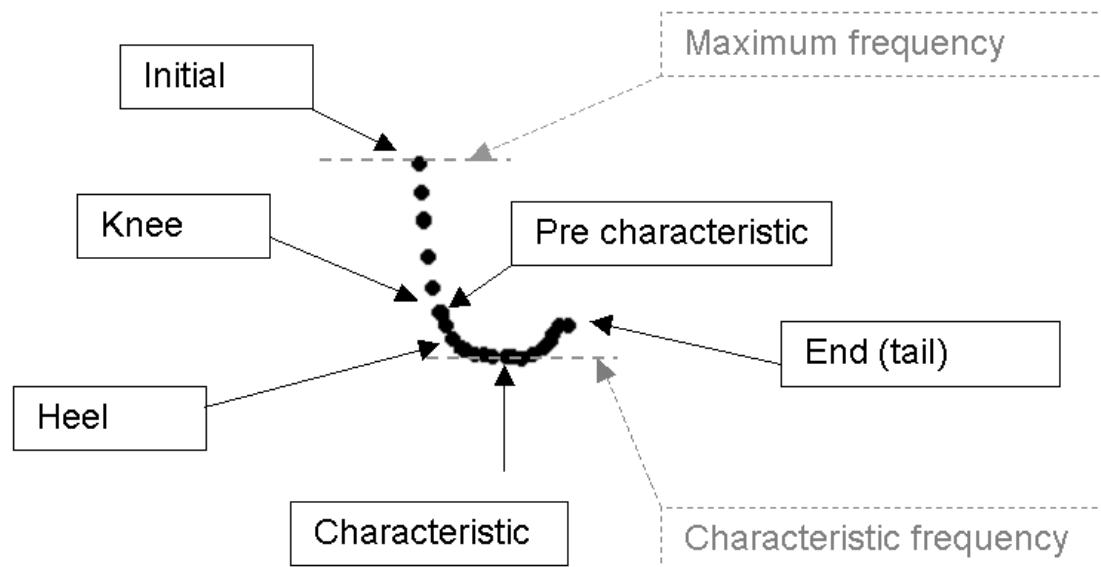 Maximum frequency
Initial
Knee
Pre characteristic
End (tail)
Heel
Characteristic
Characteristic frequency